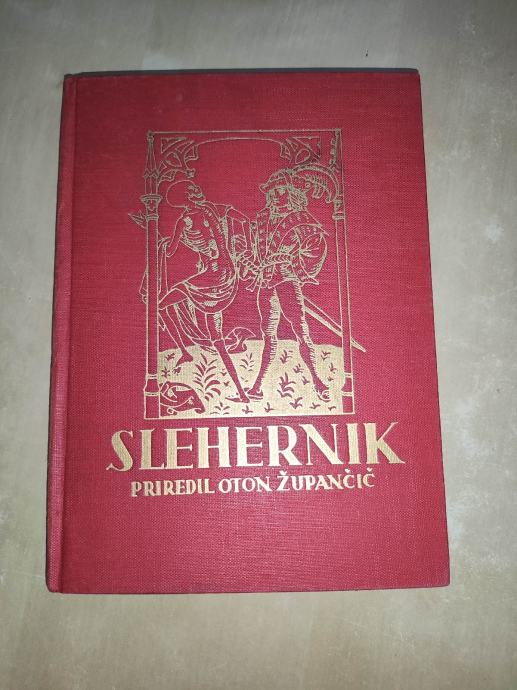 SLEHERNIK
PRIREDIL OTON ŽUPANČIČ